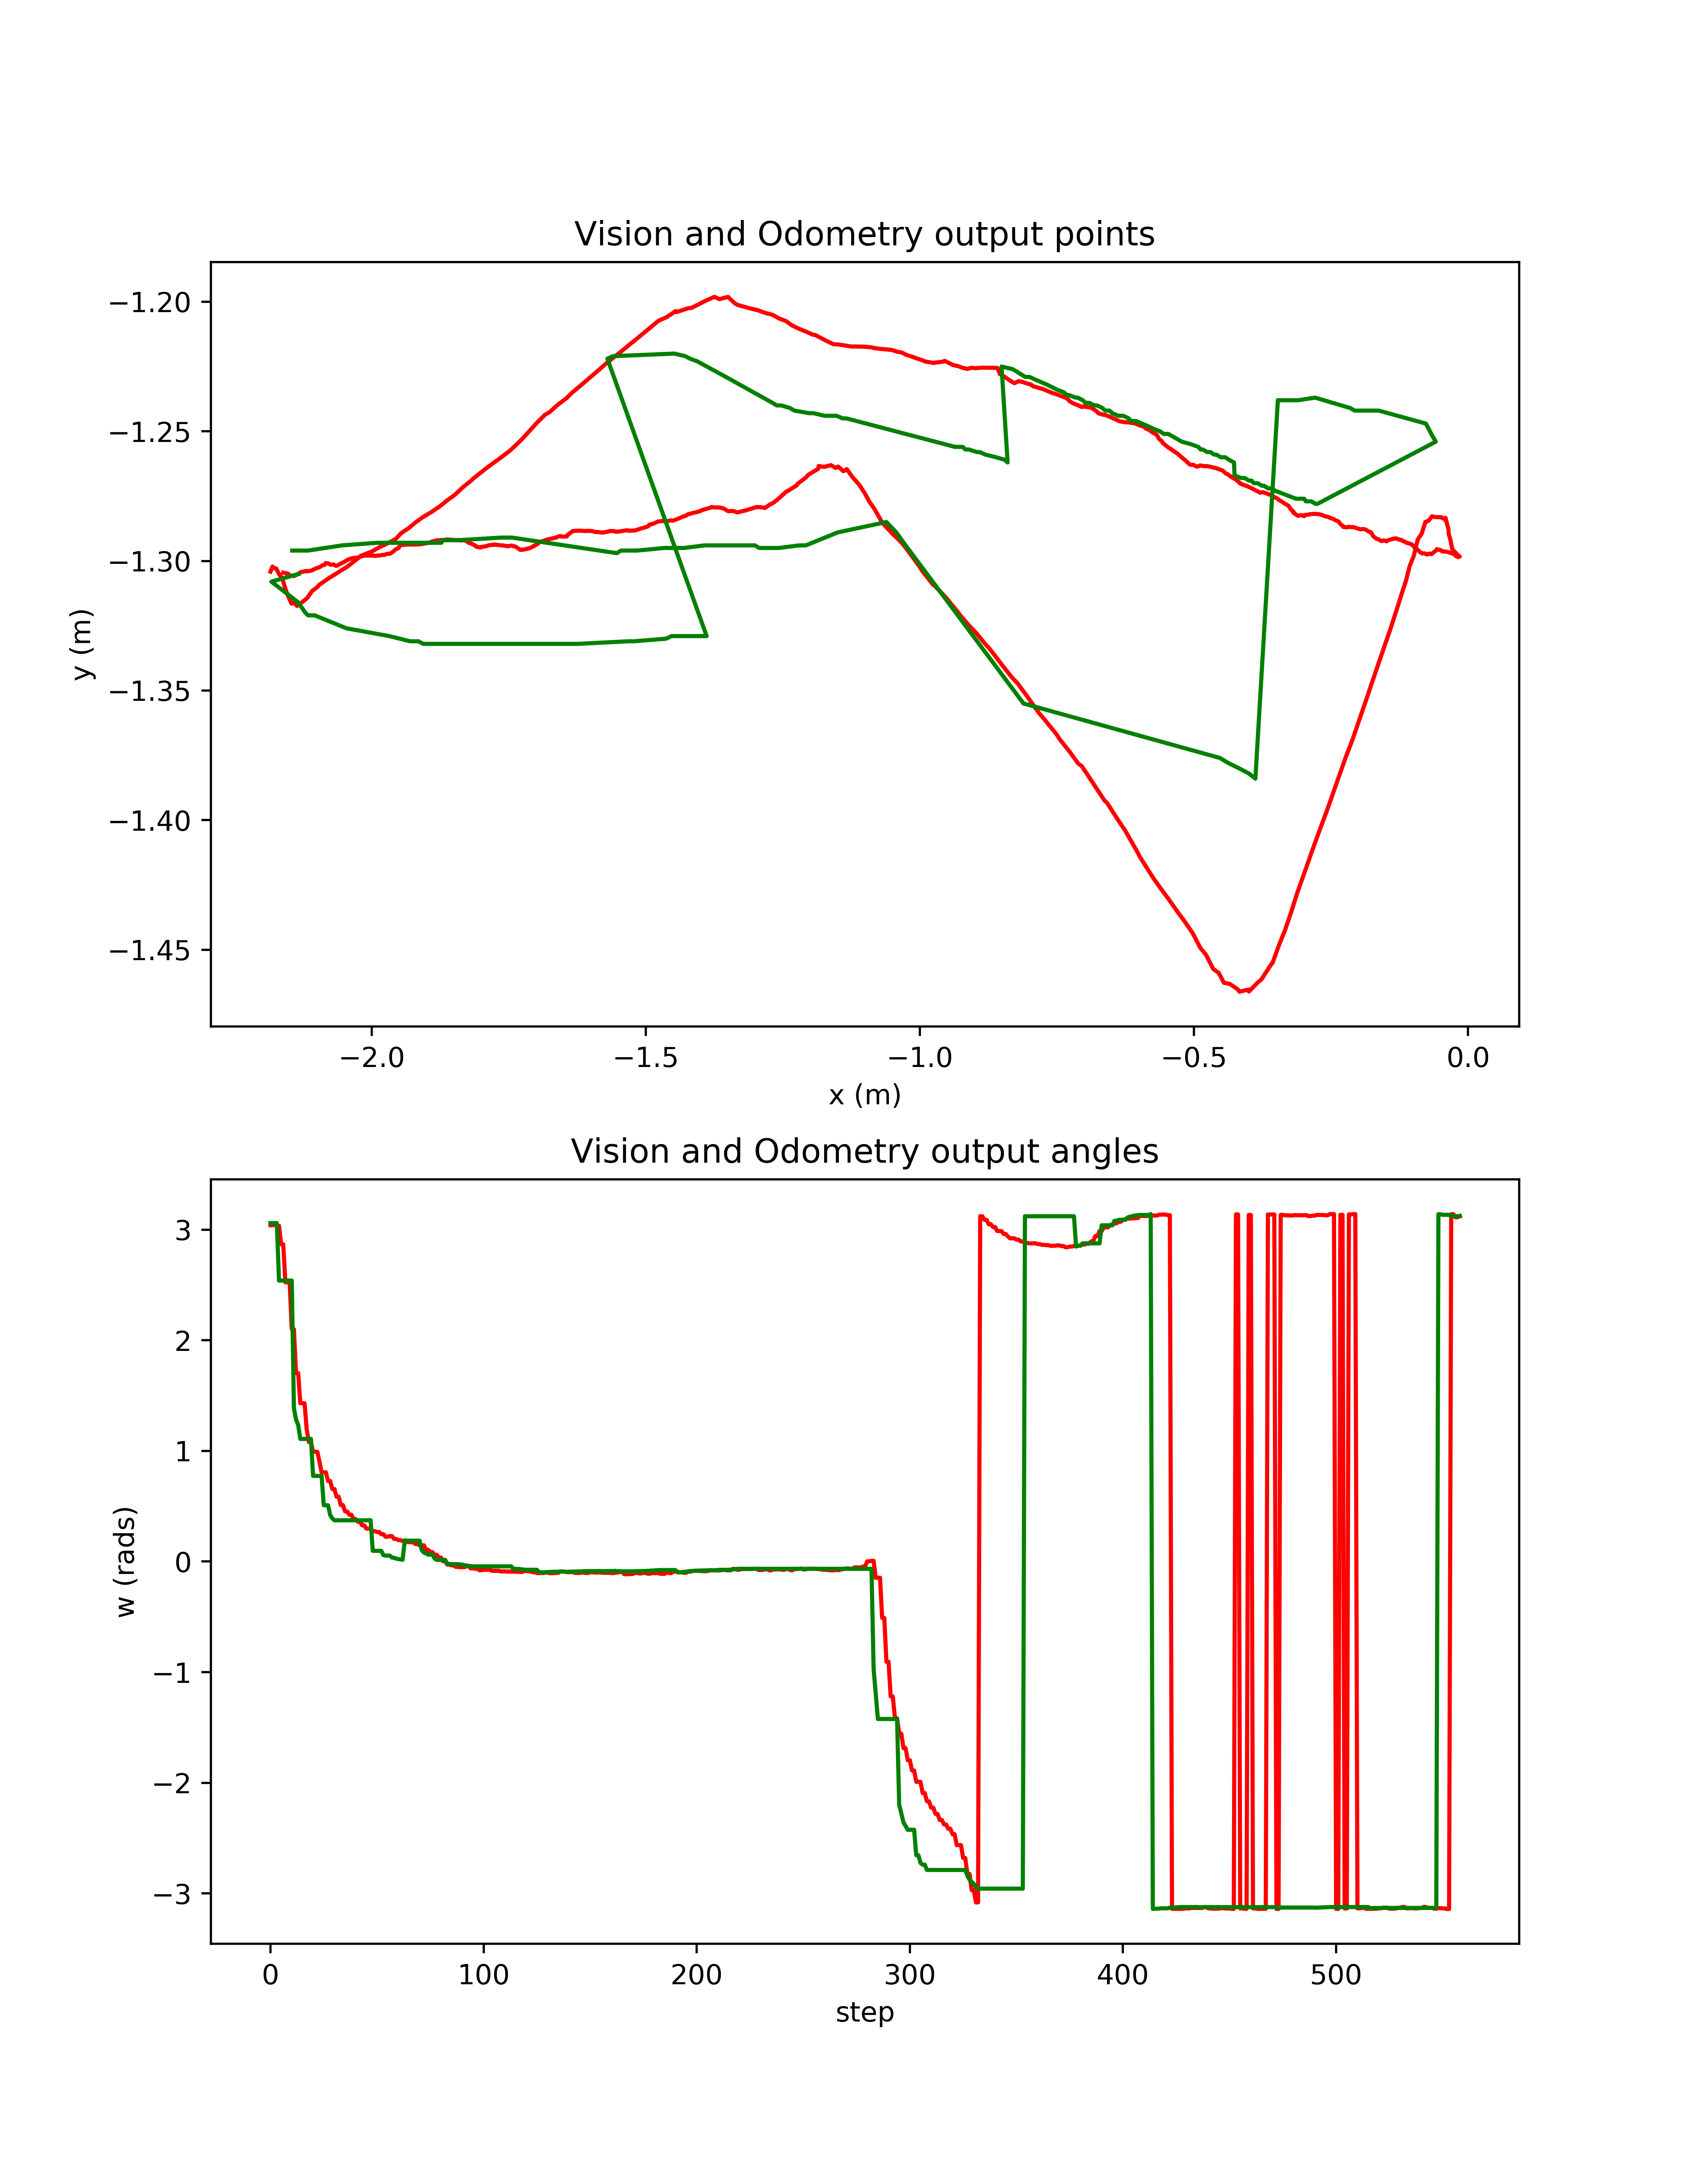 Vision and Odometry output points
−1.20
−1.25
−1.30
−1.35
−1.40
−1.45
y (m)
−2.0 −1.5 −1.0 −0.5 0.0
x (m)
Vision and Odometry output angles
3
2
1
0
−1
−2
−3
w (rads)
0 100 200 300 400 500
step